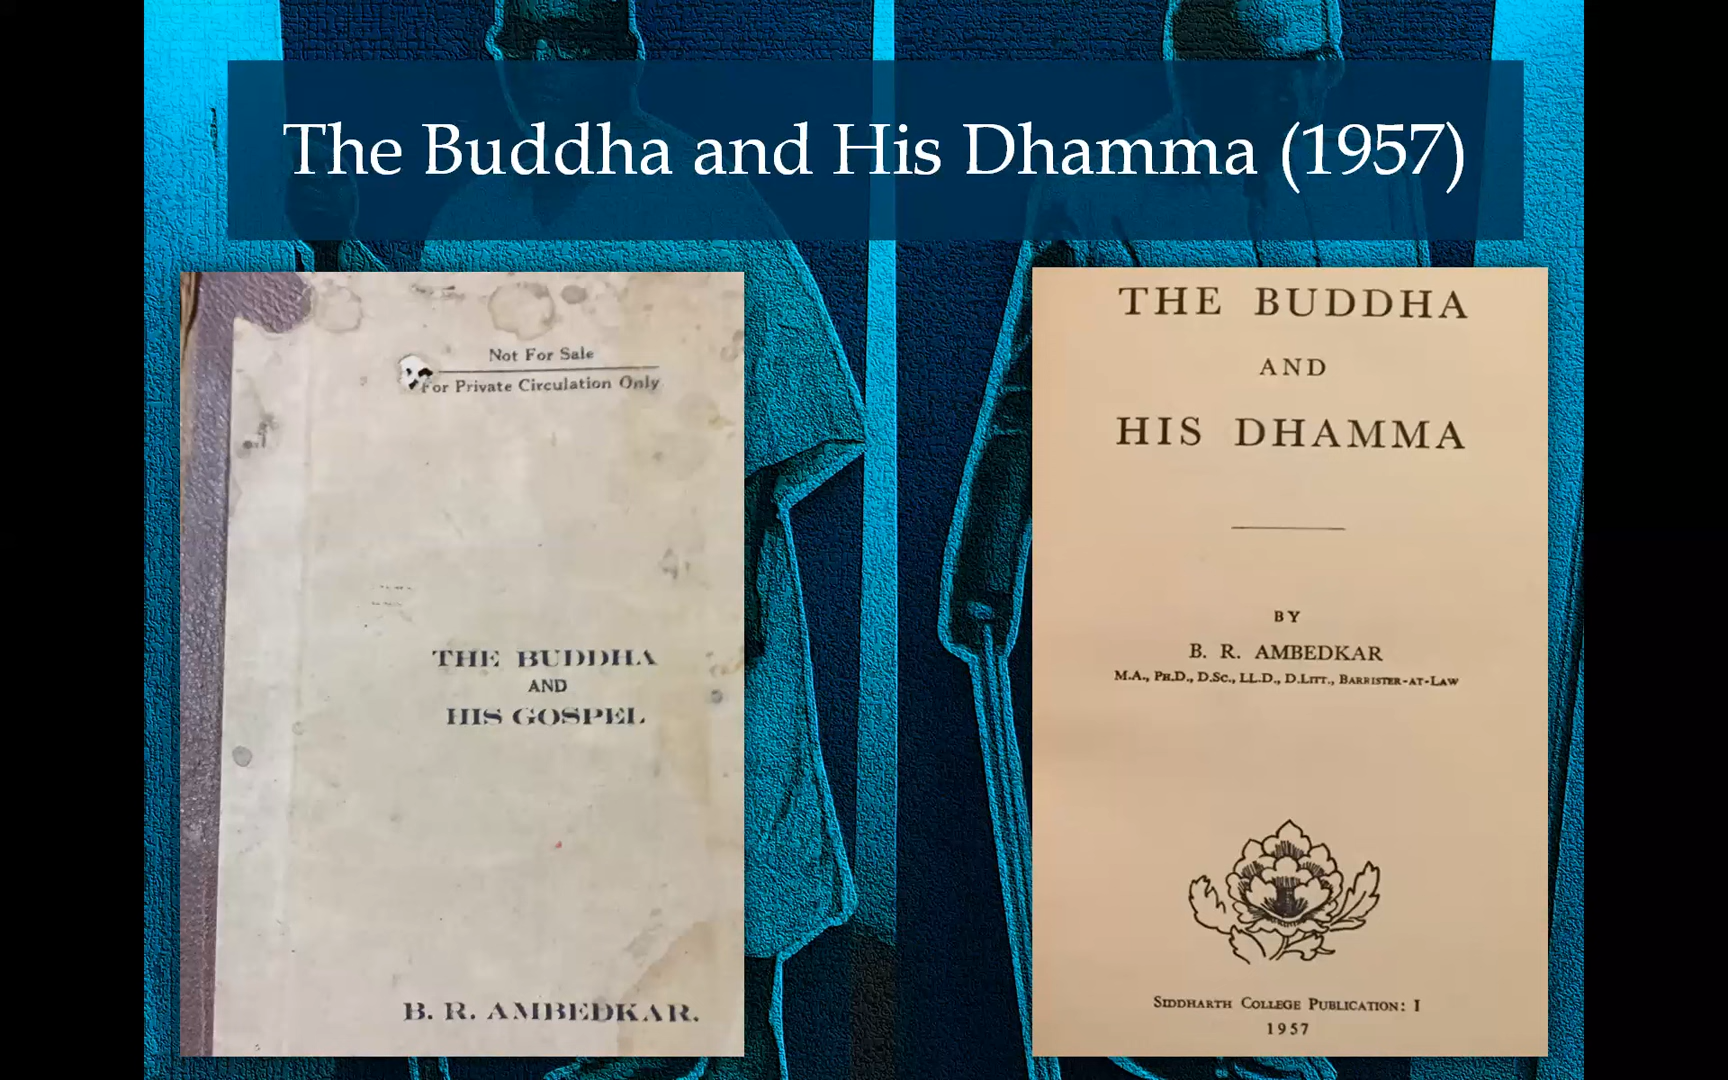 The Buddha and His Dhamma (1957)
Not For Sale
For Private Circulation Only
THE BUDDHA
AND
HIS GOSPEL
B. R. AMBEDKAR.
THE BUDDHA
AND
HIS DHAMMA
BY
B. R. AMBEDKAR
M.A., PH.D., D.SC., LL.D., D.LITT., BARRISTER-AT-LAW
SIDDHARTH COLLEGE PUBLICATION: I
1957